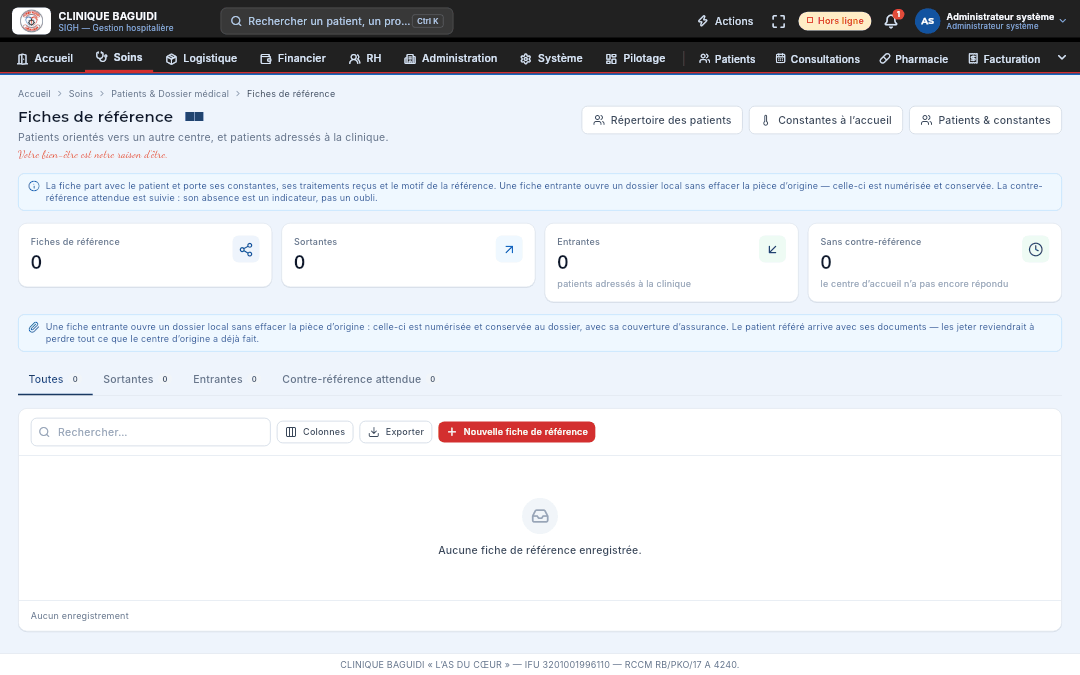 CLINIQUE BAGUIDI
SIGH — Gestion hospitalière
Rechercher un patient, un pro... Ctrl K
Actions
Hors ligne
1
AS
Administrateur système
Administrateur système
Accueil Soins Logistique Financier RH Administration Système Pilotage Patients Consultations Pharmacie Facturation
Accueil > Soins > Patients & Dossier médical > Fiches de référence
Fiches de référence
Patients orientés vers un autre centre, et patients adressés à la clinique.
Votre bien-être est notre raison d'être.
Répertoire des patients
Constantes à l'accueil
Patients & constantes
La fiche part avec le patient et porte ses constantes, ses traitements reçus et le motif de la référence. Une fiche entrante ouvre un dossier local sans effacer la pièce d'origine — celle-ci est numérisée et conservée. La contre-
référence attendue est suivie : son absence est un indicateur, pas un oubli.
Fiches de référence
0
Sortantes
0
Entrantes
0
patients adressés à la clinique
Sans contre-référence
0
le centre d'accueil n'a pas encore répondu
Une fiche entrante ouvre un dossier local sans effacer la pièce d'origine : celle-ci est numérisée et conservée au dossier, avec sa couverture d'assurance. Le patient référé arrive avec ses documents — les jeter reviendrait à
perdre tout ce que le centre d'origine a déjà fait.
Toutes 0 Sortantes 0 Entrantes 0 Contre-référence attendue 0
Rechercher...
Colonnes
Exporter
+ Nouvelle fiche de référence
Aucune fiche de référence enregistrée.
Aucun enregistrement
CLINIQUE BAGUIDI « L'AS DU CŒUR » — IFU 3201001996110 — RCCM RB/PKO/17 A 4240.